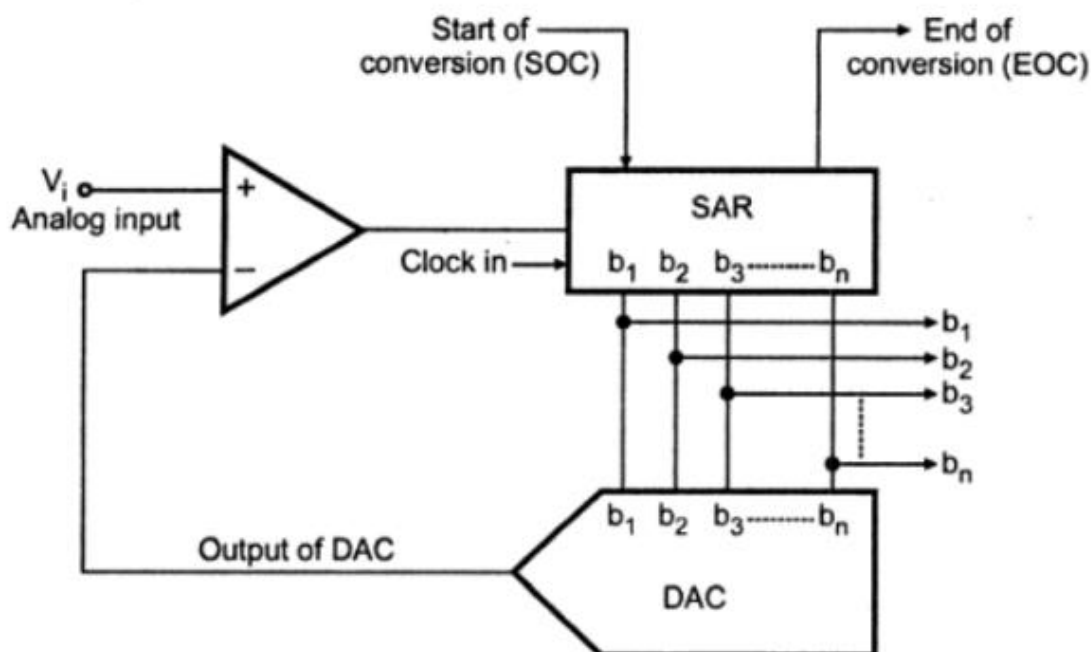 Start of
conversion (SOC)
End of
conversion (EOC)
Vi
Analog input
+
−
SAR
Clock in
b1 b2 b3 ........ bn
b1
b2
b3
bn
b1 b2 b3 ........ bn
Output of DAC
DAC